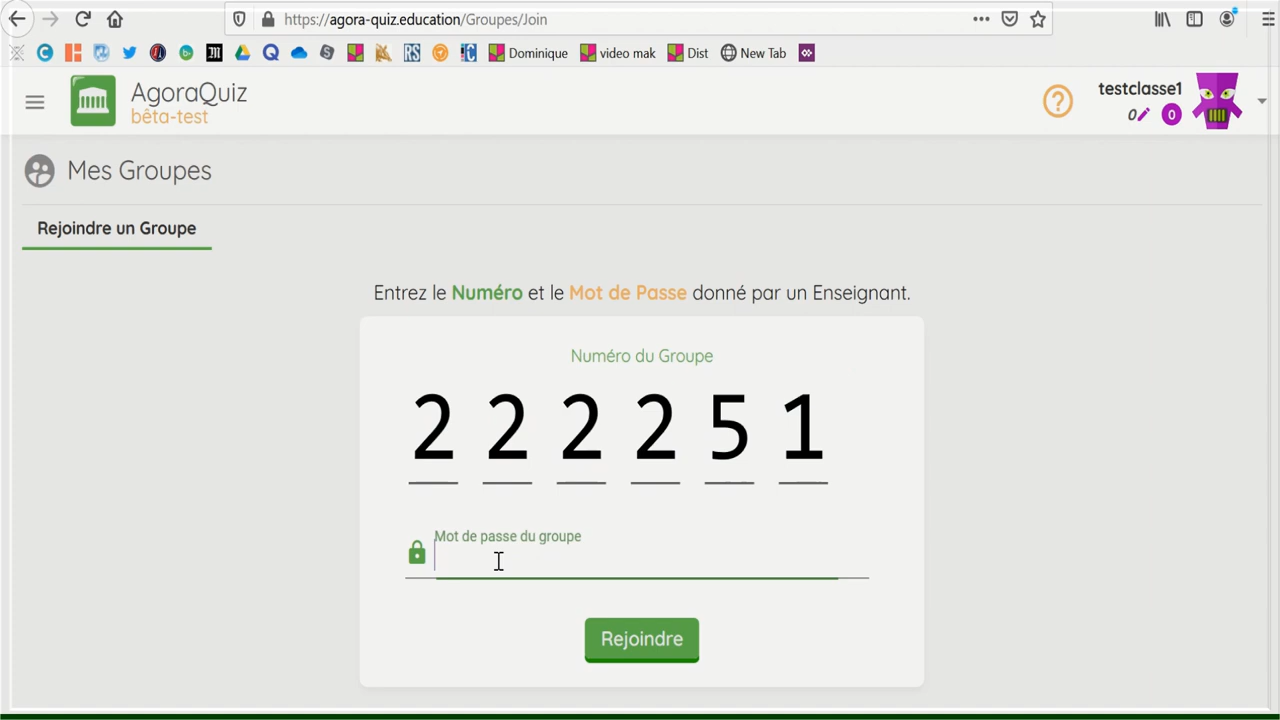 https://agora-quiz.education/Groupes/Join
Dominique
video mak
Dist
New Tab
AgoraQuiz
bêta-test
testclasse1
0
0
Mes Groupes
Rejoindre un Groupe
Entrez le Numéro et le Mot de Passe donné par un Enseignant.
Numéro du Groupe
2 2 2 2 5 1
Mot de passe du groupe
Rejoindre